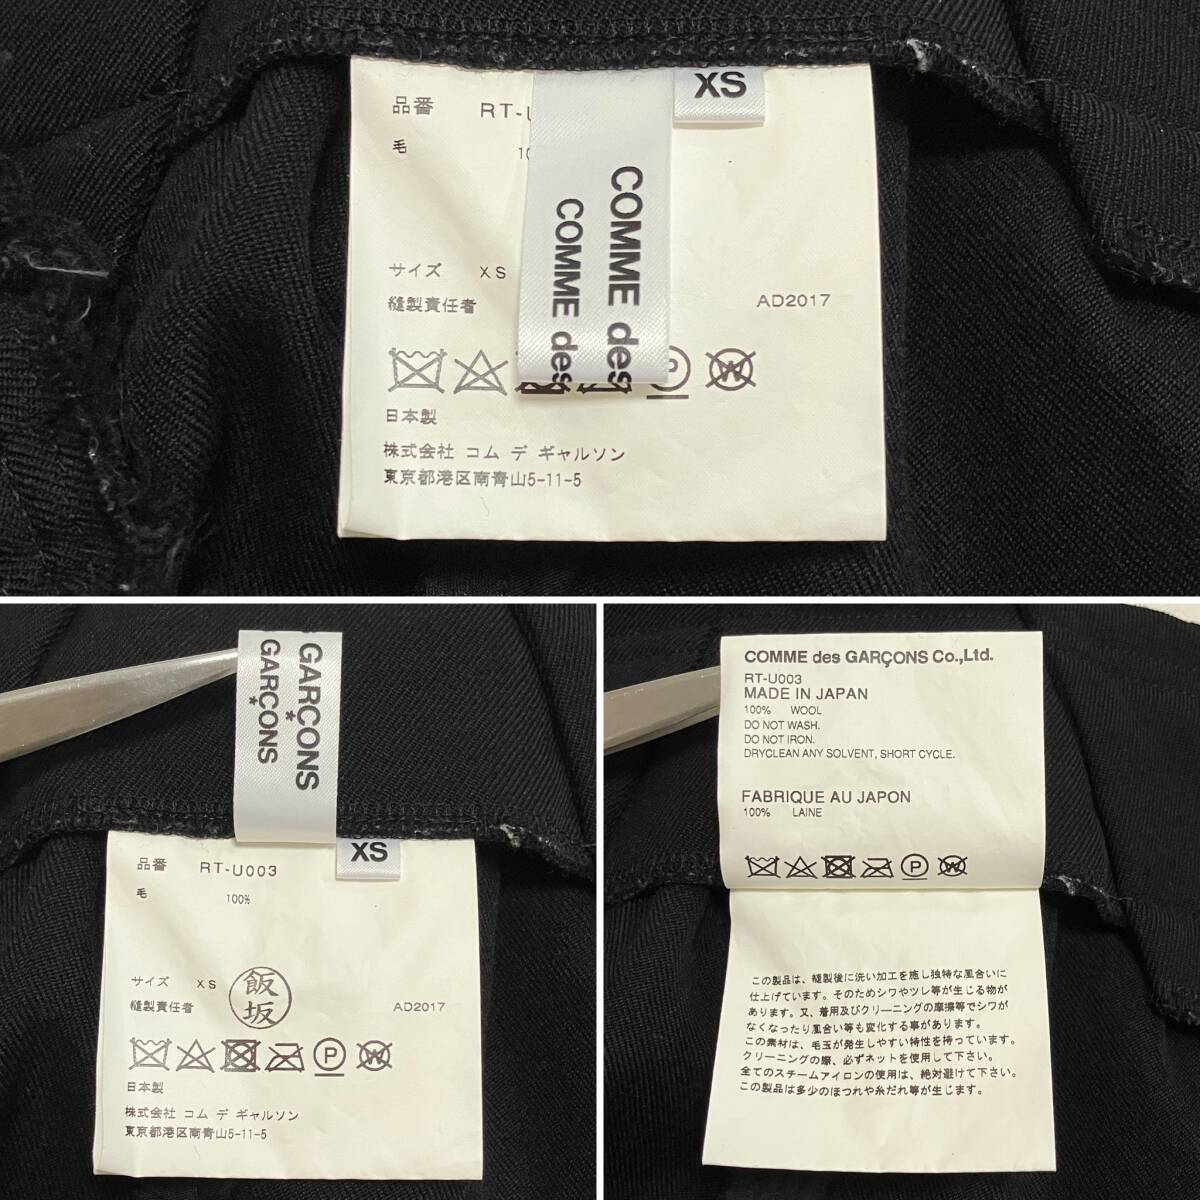 品番 RT-U
毛 10
XS
COMME des
COMME des
サイズ XS
縫製責任者
AD2017
P W
日本製
株式会社 コム デ ギャルソン
東京都港区南青山5-11-5
GARÇONS
*
GARÇONS
*
XS
品番 RT-U003
毛 100%
サイズ XS
飯坂
縫製責任者
AD2017
P W
日本製
株式会社 コム デ ギャルソン
東京都港区南青山5-11-5
COMME des GARÇONS Co.,Ltd.
RT-U003
MADE IN JAPAN
100% WOOL
DO NOT WASH.
DO NOT IRON.
DRYCLEAN ANY SOLVENT, SHORT CYCLE.
FABRIQUE AU JAPON
100% LAINE
P W
この製品は、縫製後に洗い加工を施し独特な風合いに
仕上げています。そのためシワやツレ等が生じる物が
あります。又、着用及びクリーニングの摩擦等でシワが
なくなったり風合い等も変化する事があります。
この素材は、毛玉が発生しやすい特性を持っています。
クリーニングの際、必ずネットを使用して下さい。
全てのスチームアイロンの使用は、絶対避けて下さい。
この製品は多少のほつれや糸だれ等が生じます。